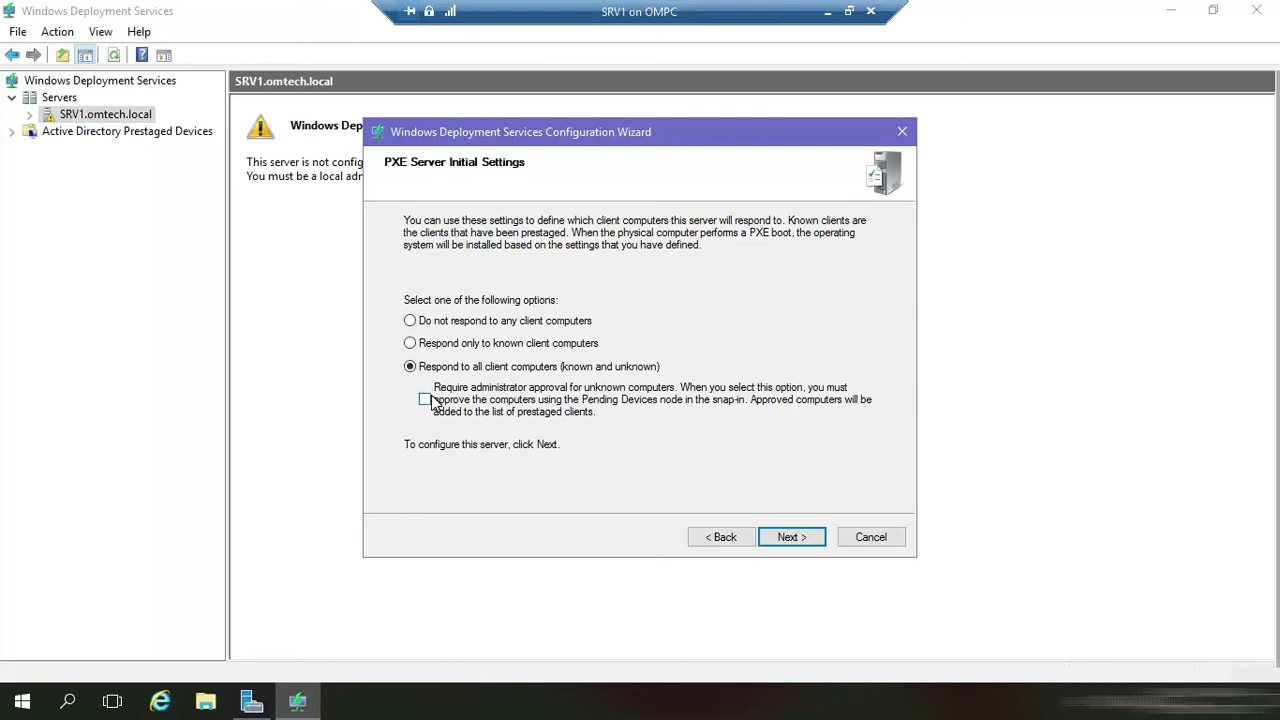 Windows Deployment Services
SRV1 on OMPC
File Action View Help
Windows Deployment Services
Servers
SRV1.omtech.local
Active Directory Prestaged Devices
SRV1.omtech.local
Windows Dep
This server is not config
You must be a local adm
Windows Deployment Services Configuration Wizard
PXE Server Initial Settings
You can use these settings to define which client computers this server will respond to. Known clients are
the clients that have been prestaged. When the physical computer performs a PXE boot, the operating
system will be installed based on the settings that you have defined.
Select one of the following options:
Do not respond to any client computers
Respond only to known client computers
Respond to all client computers (known and unknown)
Require administrator approval for unknown computers. When you select this option, you must
approve the computers using the Pending Devices node in the snap-in. Approved computers will be
added to the list of prestaged clients.
To configure this server, click Next.
< Back
Next >
Cancel